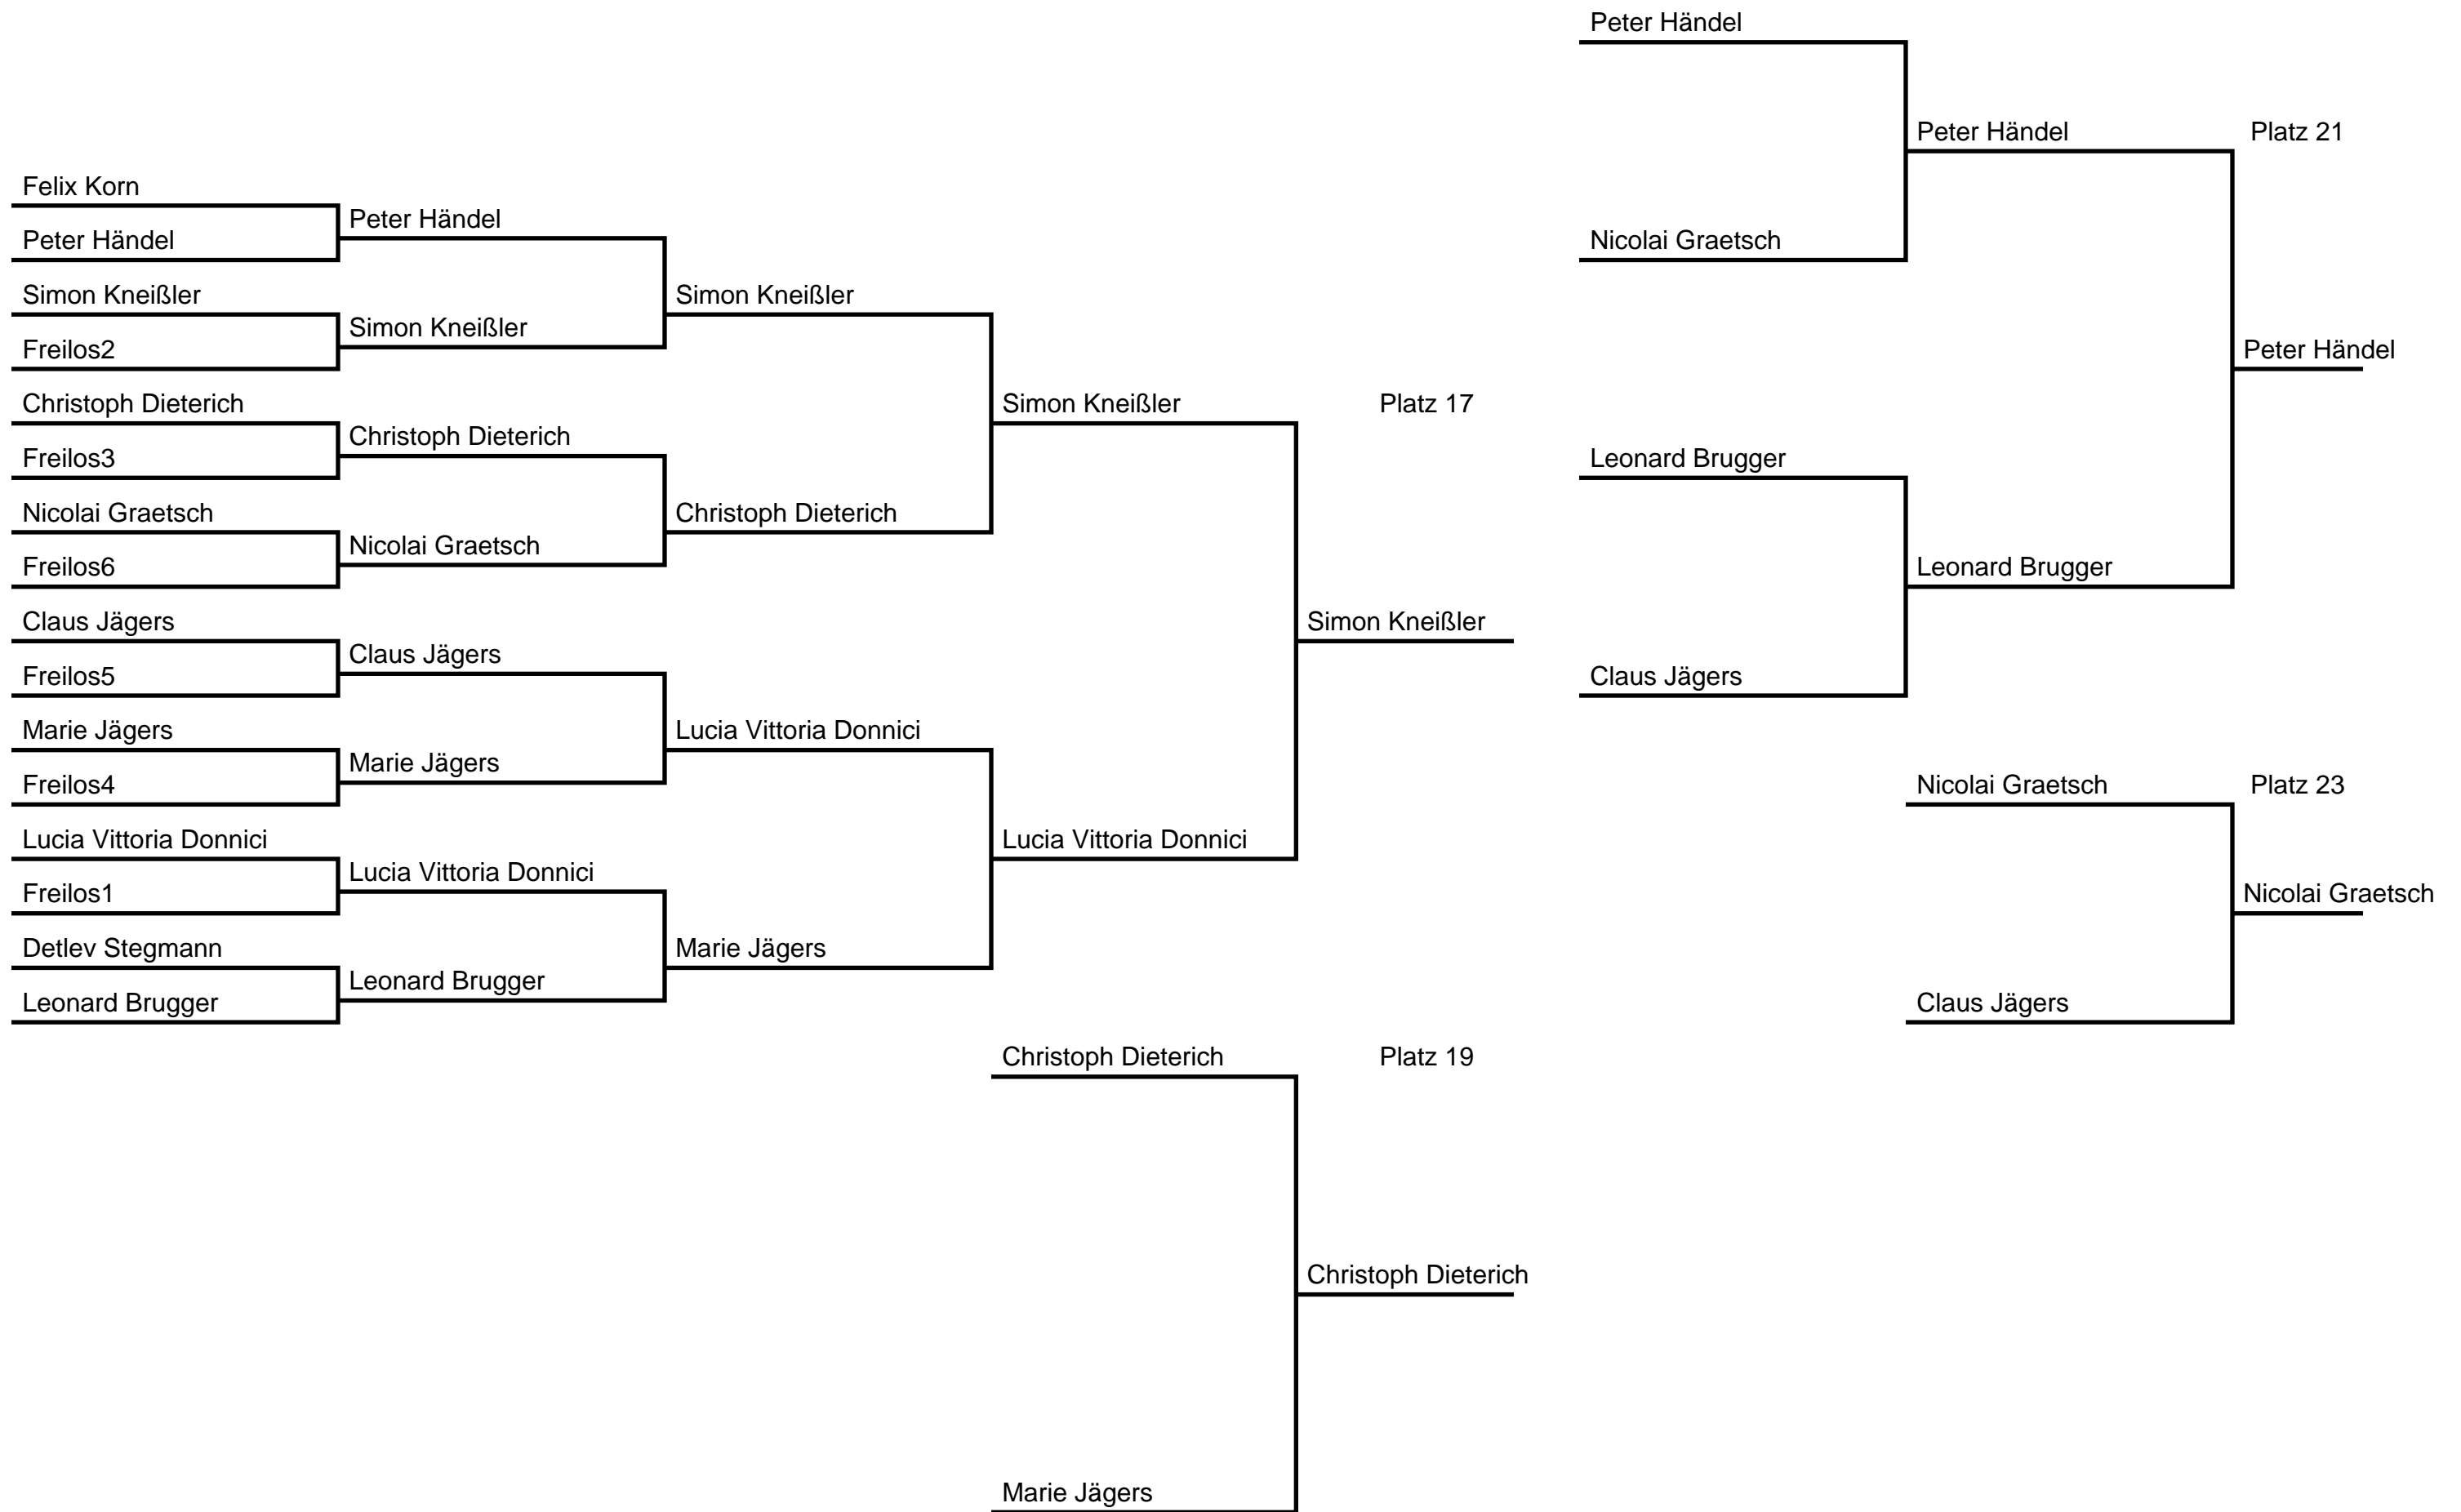 Felix Korn
Peter Händel
Simon Kneißler
Freilos2
Christoph Dieterich
Freilos3
Nicolai Graetsch
Freilos6
Claus Jägers
Freilos5
Marie Jägers
Freilos4
Lucia Vittoria Donnici
Freilos1
Detlev Stegmann
Leonard Brugger
Peter Händel
Simon Kneißler
Christoph Dieterich
Nicolai Graetsch
Claus Jägers
Marie Jägers
Lucia Vittoria Donnici
Leonard Brugger
Simon Kneißler
Christoph Dieterich
Lucia Vittoria Donnici
Marie Jägers
Simon Kneißler
Platz 17
Lucia Vittoria Donnici
Simon Kneißler
Christoph Dieterich
Platz 19
Marie Jägers
Christoph Dieterich
Peter Händel
Nicolai Graetsch
Leonard Brugger
Claus Jägers
Peter Händel
Platz 21
Leonard Brugger
Peter Händel
Nicolai Graetsch
Platz 23
Claus Jägers
Nicolai Graetsch